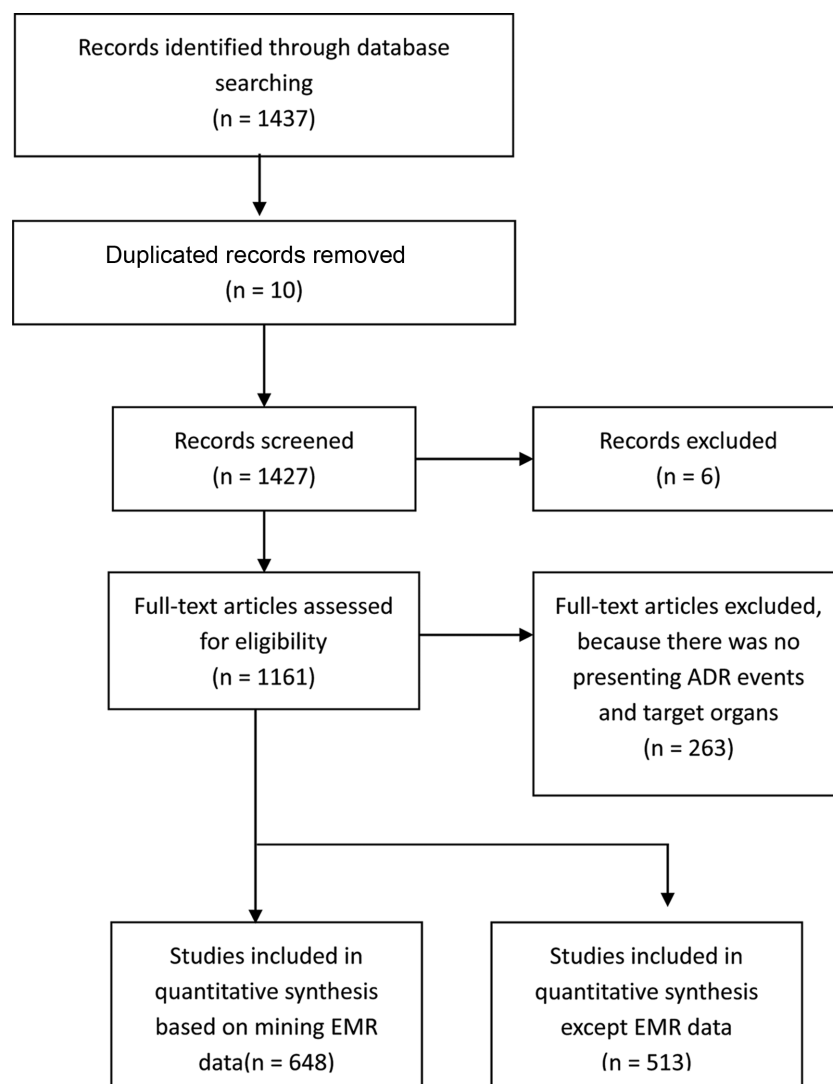 Records identified through database
searching
(n = 1437)
Duplicated records removed
(n = 10)
Records screened
(n = 1427)
Records excluded
(n = 6)
Full-text articles assessed
for eligibility
(n = 1161)
Full-text articles excluded,
because there was no
presenting ADR events
and target organs
(n = 263)
Studies included in
quantitative synthesis
based on mining EMR
data(n = 648)
Studies included in
quantitative synthesis
except EMR data
(n = 513)